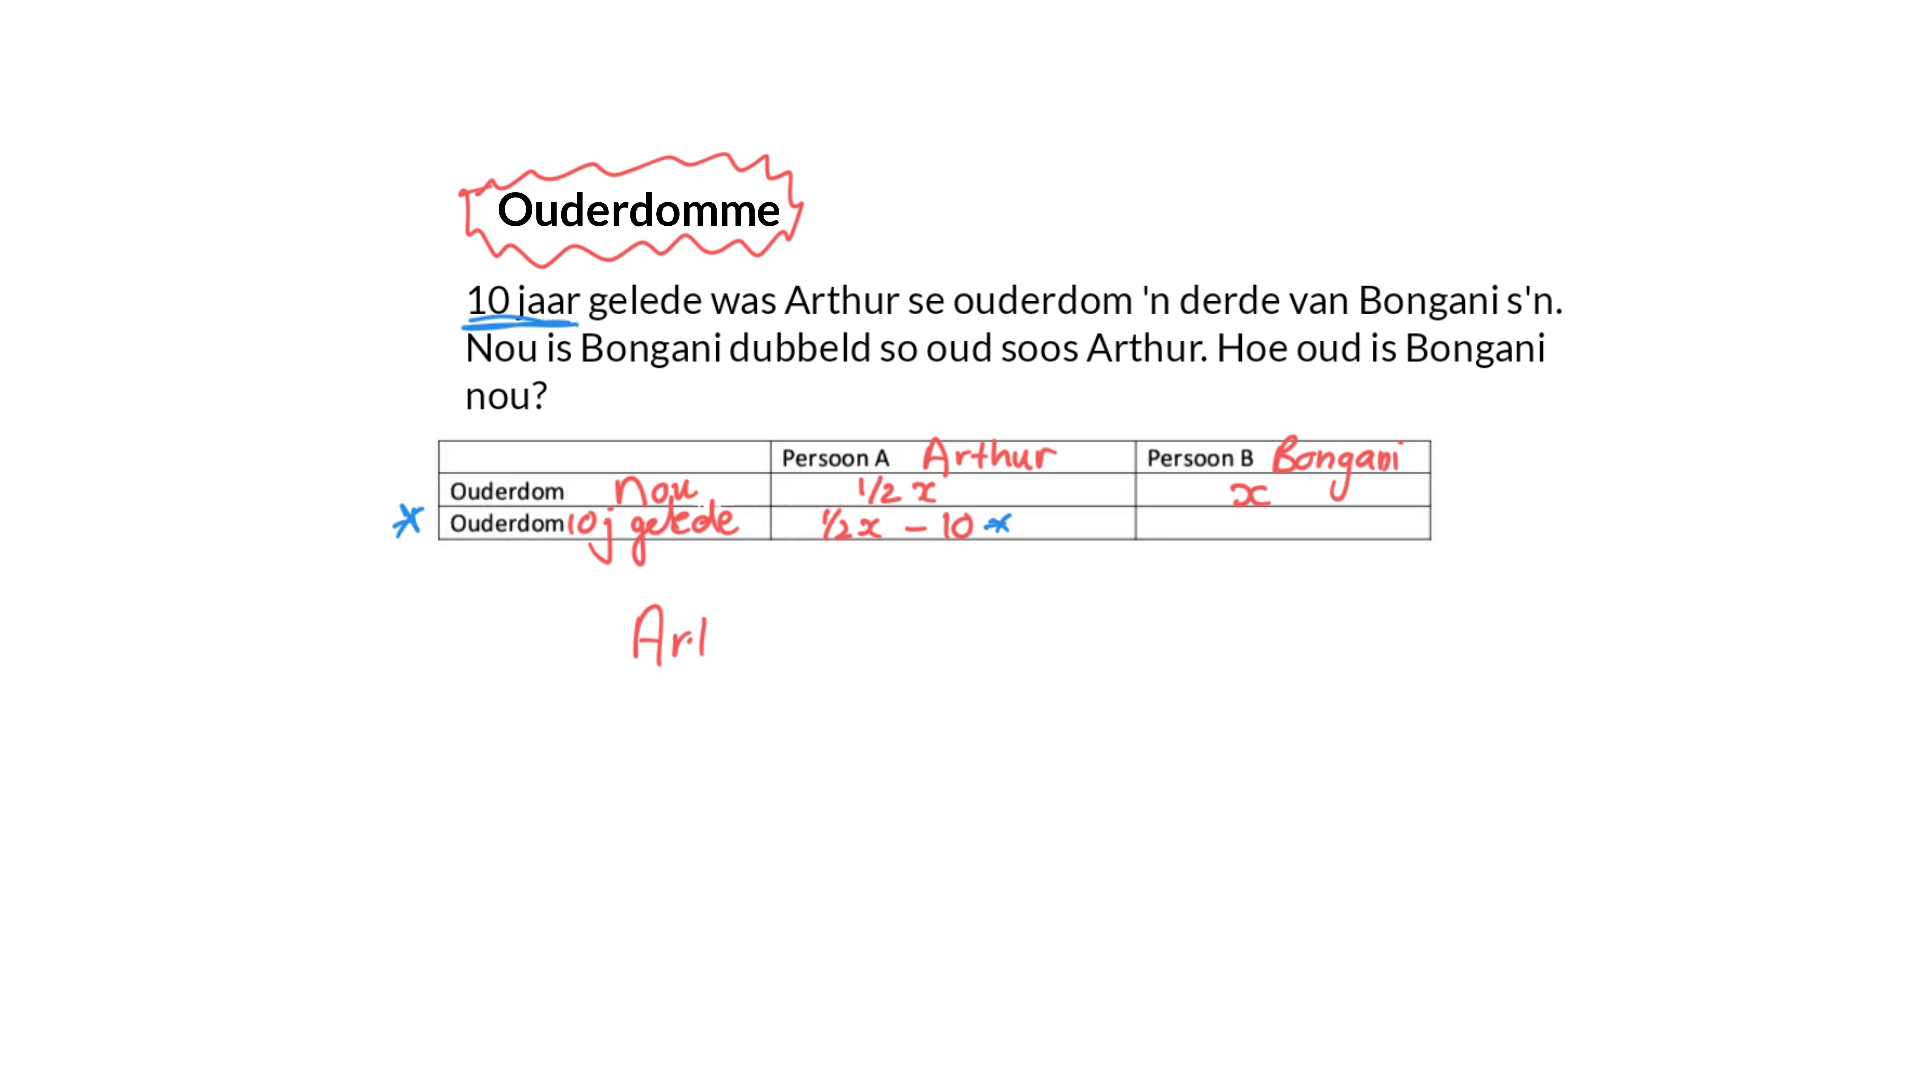 Ouderdomme
10 jaar gelede was Arthur se ouderdom 'n derde van Bongani s'n.
Nou is Bongani dubbeld so oud soos Arthur. Hoe oud is Bongani
nou?
Persoon A Arthur Persoon B Bongani
Ouderdom nou 1/2 x x
* Ouderdom 10 j gelede 1/2 x - 10 *